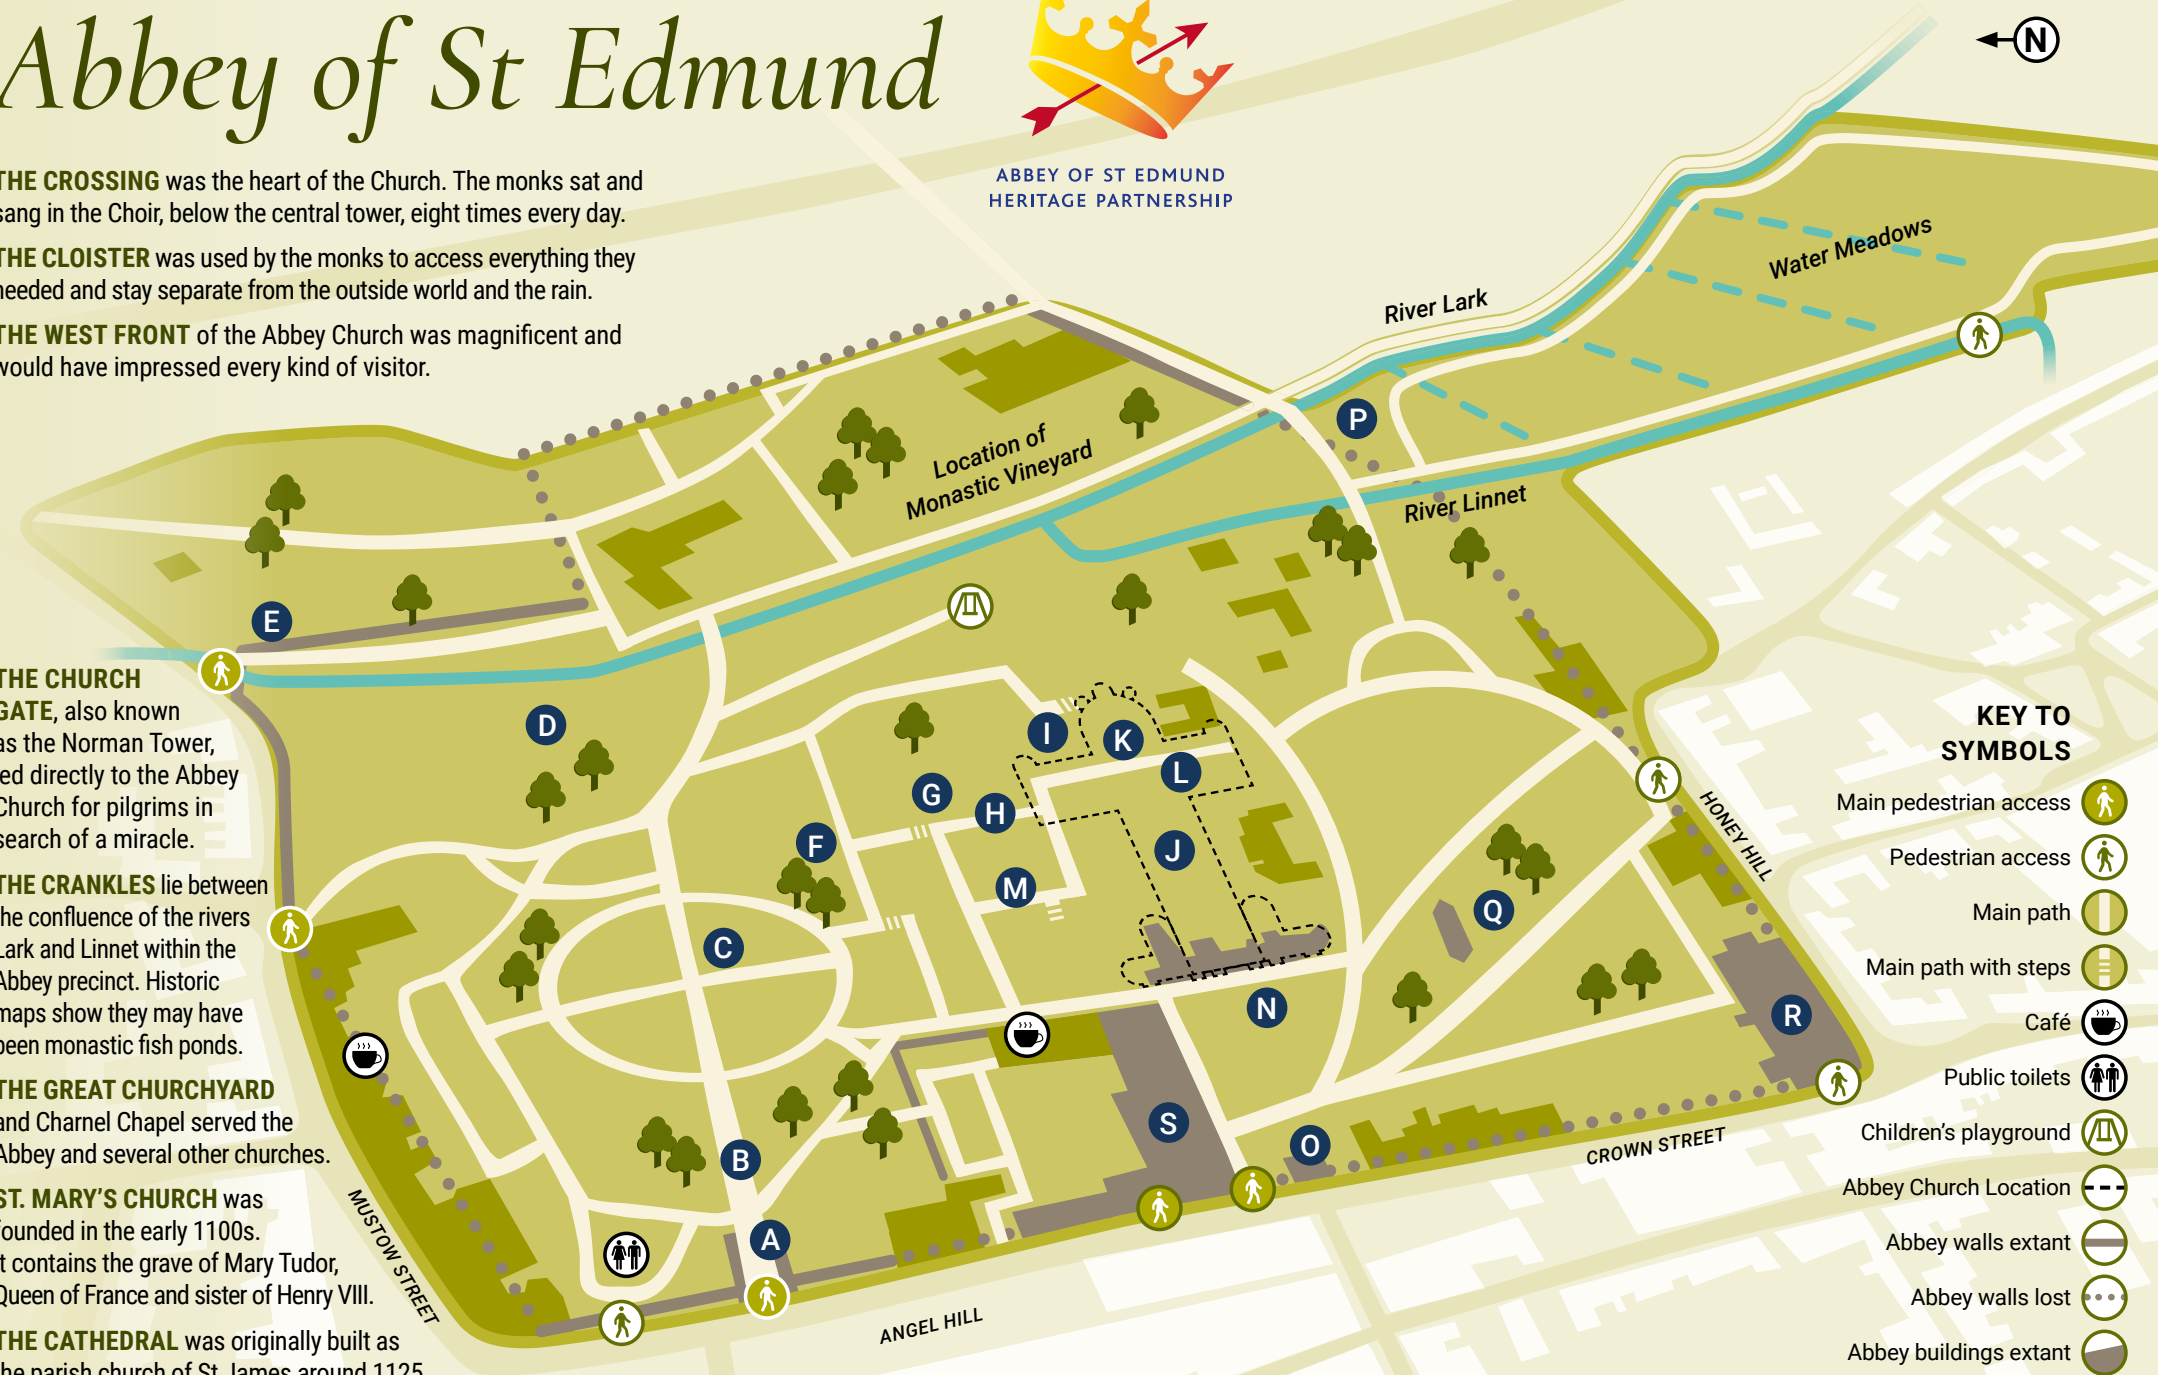 Abbey of St Edmund
ABBEY OF ST EDMUND
HERITAGE PARTNERSHIP
N
THE CROSSING was the heart of the Church. The monks sat and
sang in the Choir, below the central tower, eight times every day.
THE CLOISTER was used by the monks to access everything they
needed and stay separate from the outside world and the rain.
THE WEST FRONT of the Abbey Church was magnificent and
would have impressed every kind of visitor.
THE CHURCH
GATE, also known
as the Norman Tower,
led directly to the Abbey
Church for pilgrims in
search of a miracle.
THE CRANKLES lie between
the confluence of the rivers
Lark and Linnet within the
Abbey precinct. Historic
maps show they may have
been monastic fish ponds.
THE GREAT CHURCHYARD
and Charnel Chapel served the
Abbey and several other churches.
ST. MARY'S CHURCH was
founded in the early 1100s.
It contains the grave of Mary Tudor,
Queen of France and sister of Henry VIII.
THE CATHEDRAL was originally built as
the parish church of St James around 1125
Water Meadows
River Lark
P
Location of
Monastic Vineyard
River Linnet
E
D
I
K
L
G
H
F
J
M
Q
C
N
R
S
B
O
A
HONEY HILL
CROWN STREET
ANGEL HILL
MUSTOW STREET
KEY TO
SYMBOLS
Main pedestrian access
Pedestrian access
Main path
Main path with steps
Café
Public toilets
Children's playground
Abbey Church Location
Abbey walls extant
Abbey walls lost
Abbey buildings extant